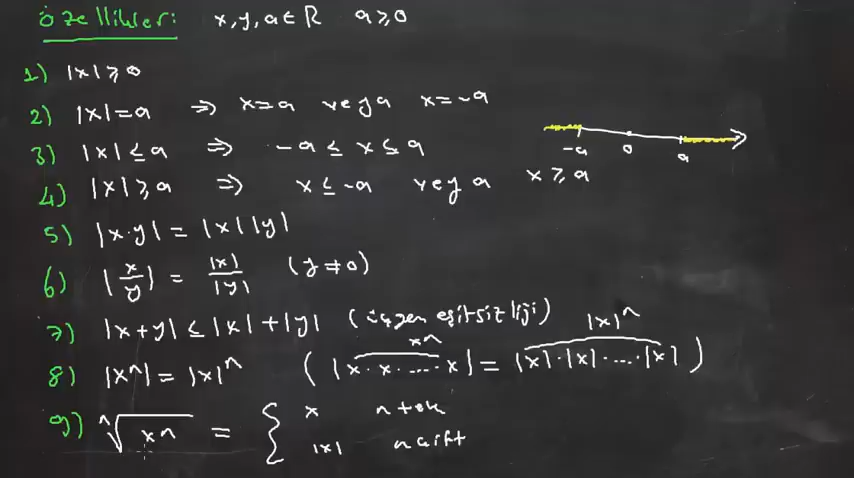 özellikler: x, y, a ∈ ℝ a ≥ 0
1) |x| ≥ 0
2) |x| = a ⇒ x = a veya x = -a
3) |x| ≤ a ⇒ -a ≤ x ≤ a
-a 0 a
4) |x| ≥ a ⇒ x ≤ -a veya x ≥ a
5) |x·y| = |x| |y|
6) |x/y| = |x|/|y| (y ≠ 0)
7) |x+y| ≤ |x| + |y| (üçgen eşitsizliği)
8) |xⁿ| = |x|ⁿ ( |x·x·....·x| = |x|·|x|·....·|x| ) xⁿ |x|ⁿ
9) ⁿ√xⁿ = { x n tek
|x| n çift